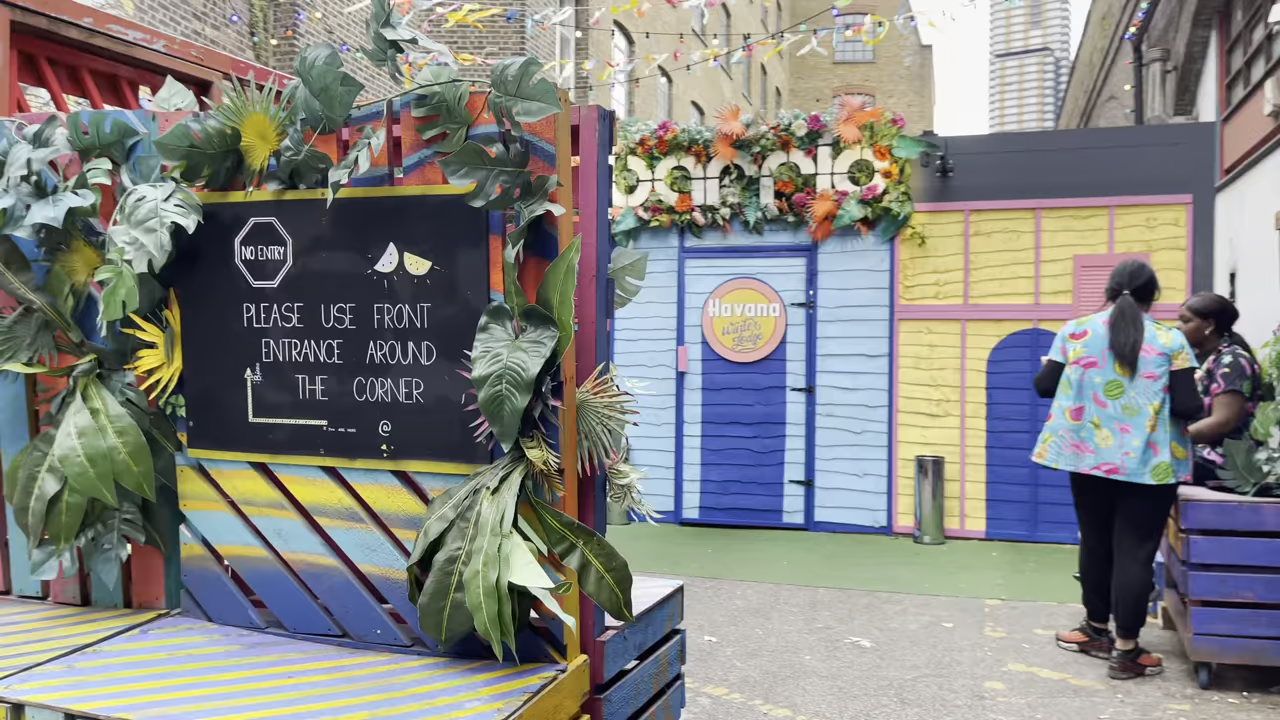 NO ENTRY
PLEASE USE FRONT
ENTRANCE AROUND
THE CORNER
@
Havana
Winter
Lodge